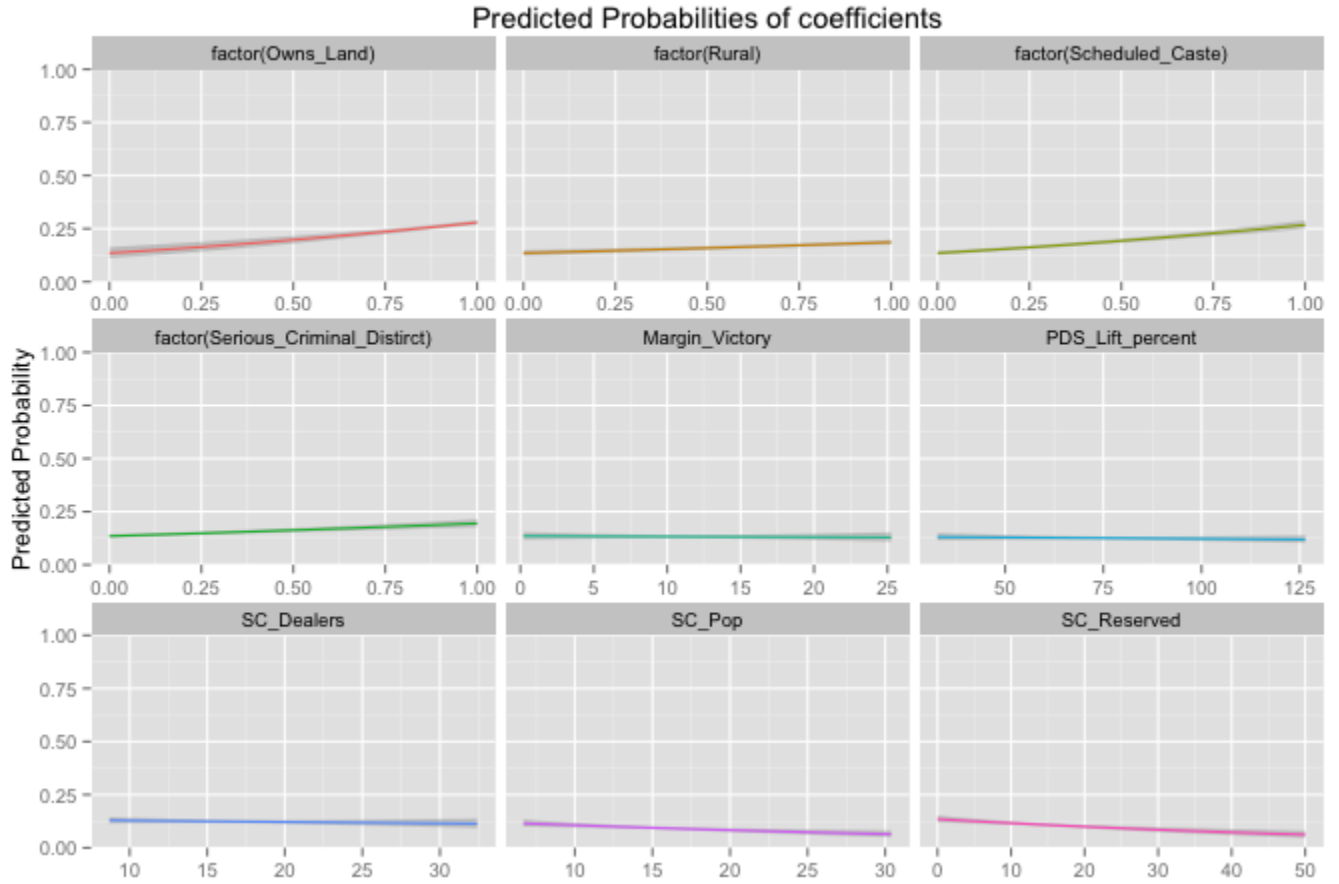 Predicted Probabilities of coefficients
factor(Owns_Land) factor(Rural) factor(Scheduled_Caste)
1.00
0.75
0.50
0.25
0.00
0.00 0.25 0.50 0.75 1.00 0.00 0.25 0.50 0.75 1.00 0.00 0.25 0.50 0.75 1.00
factor(Serious_Criminal_Distirct) Margin_Victory PDS_Lift_percent
Predicted Probability
1.00
0.75
0.50
0.25
0.00
0.00 0.25 0.50 0.75 1.00 0 5 10 15 20 25 50 75 100 125
SC_Dealers SC_Pop SC_Reserved
1.00
0.75
0.50
0.25
0.00
10 15 20 25 30 10 15 20 25 30 0 10 20 30 40 50